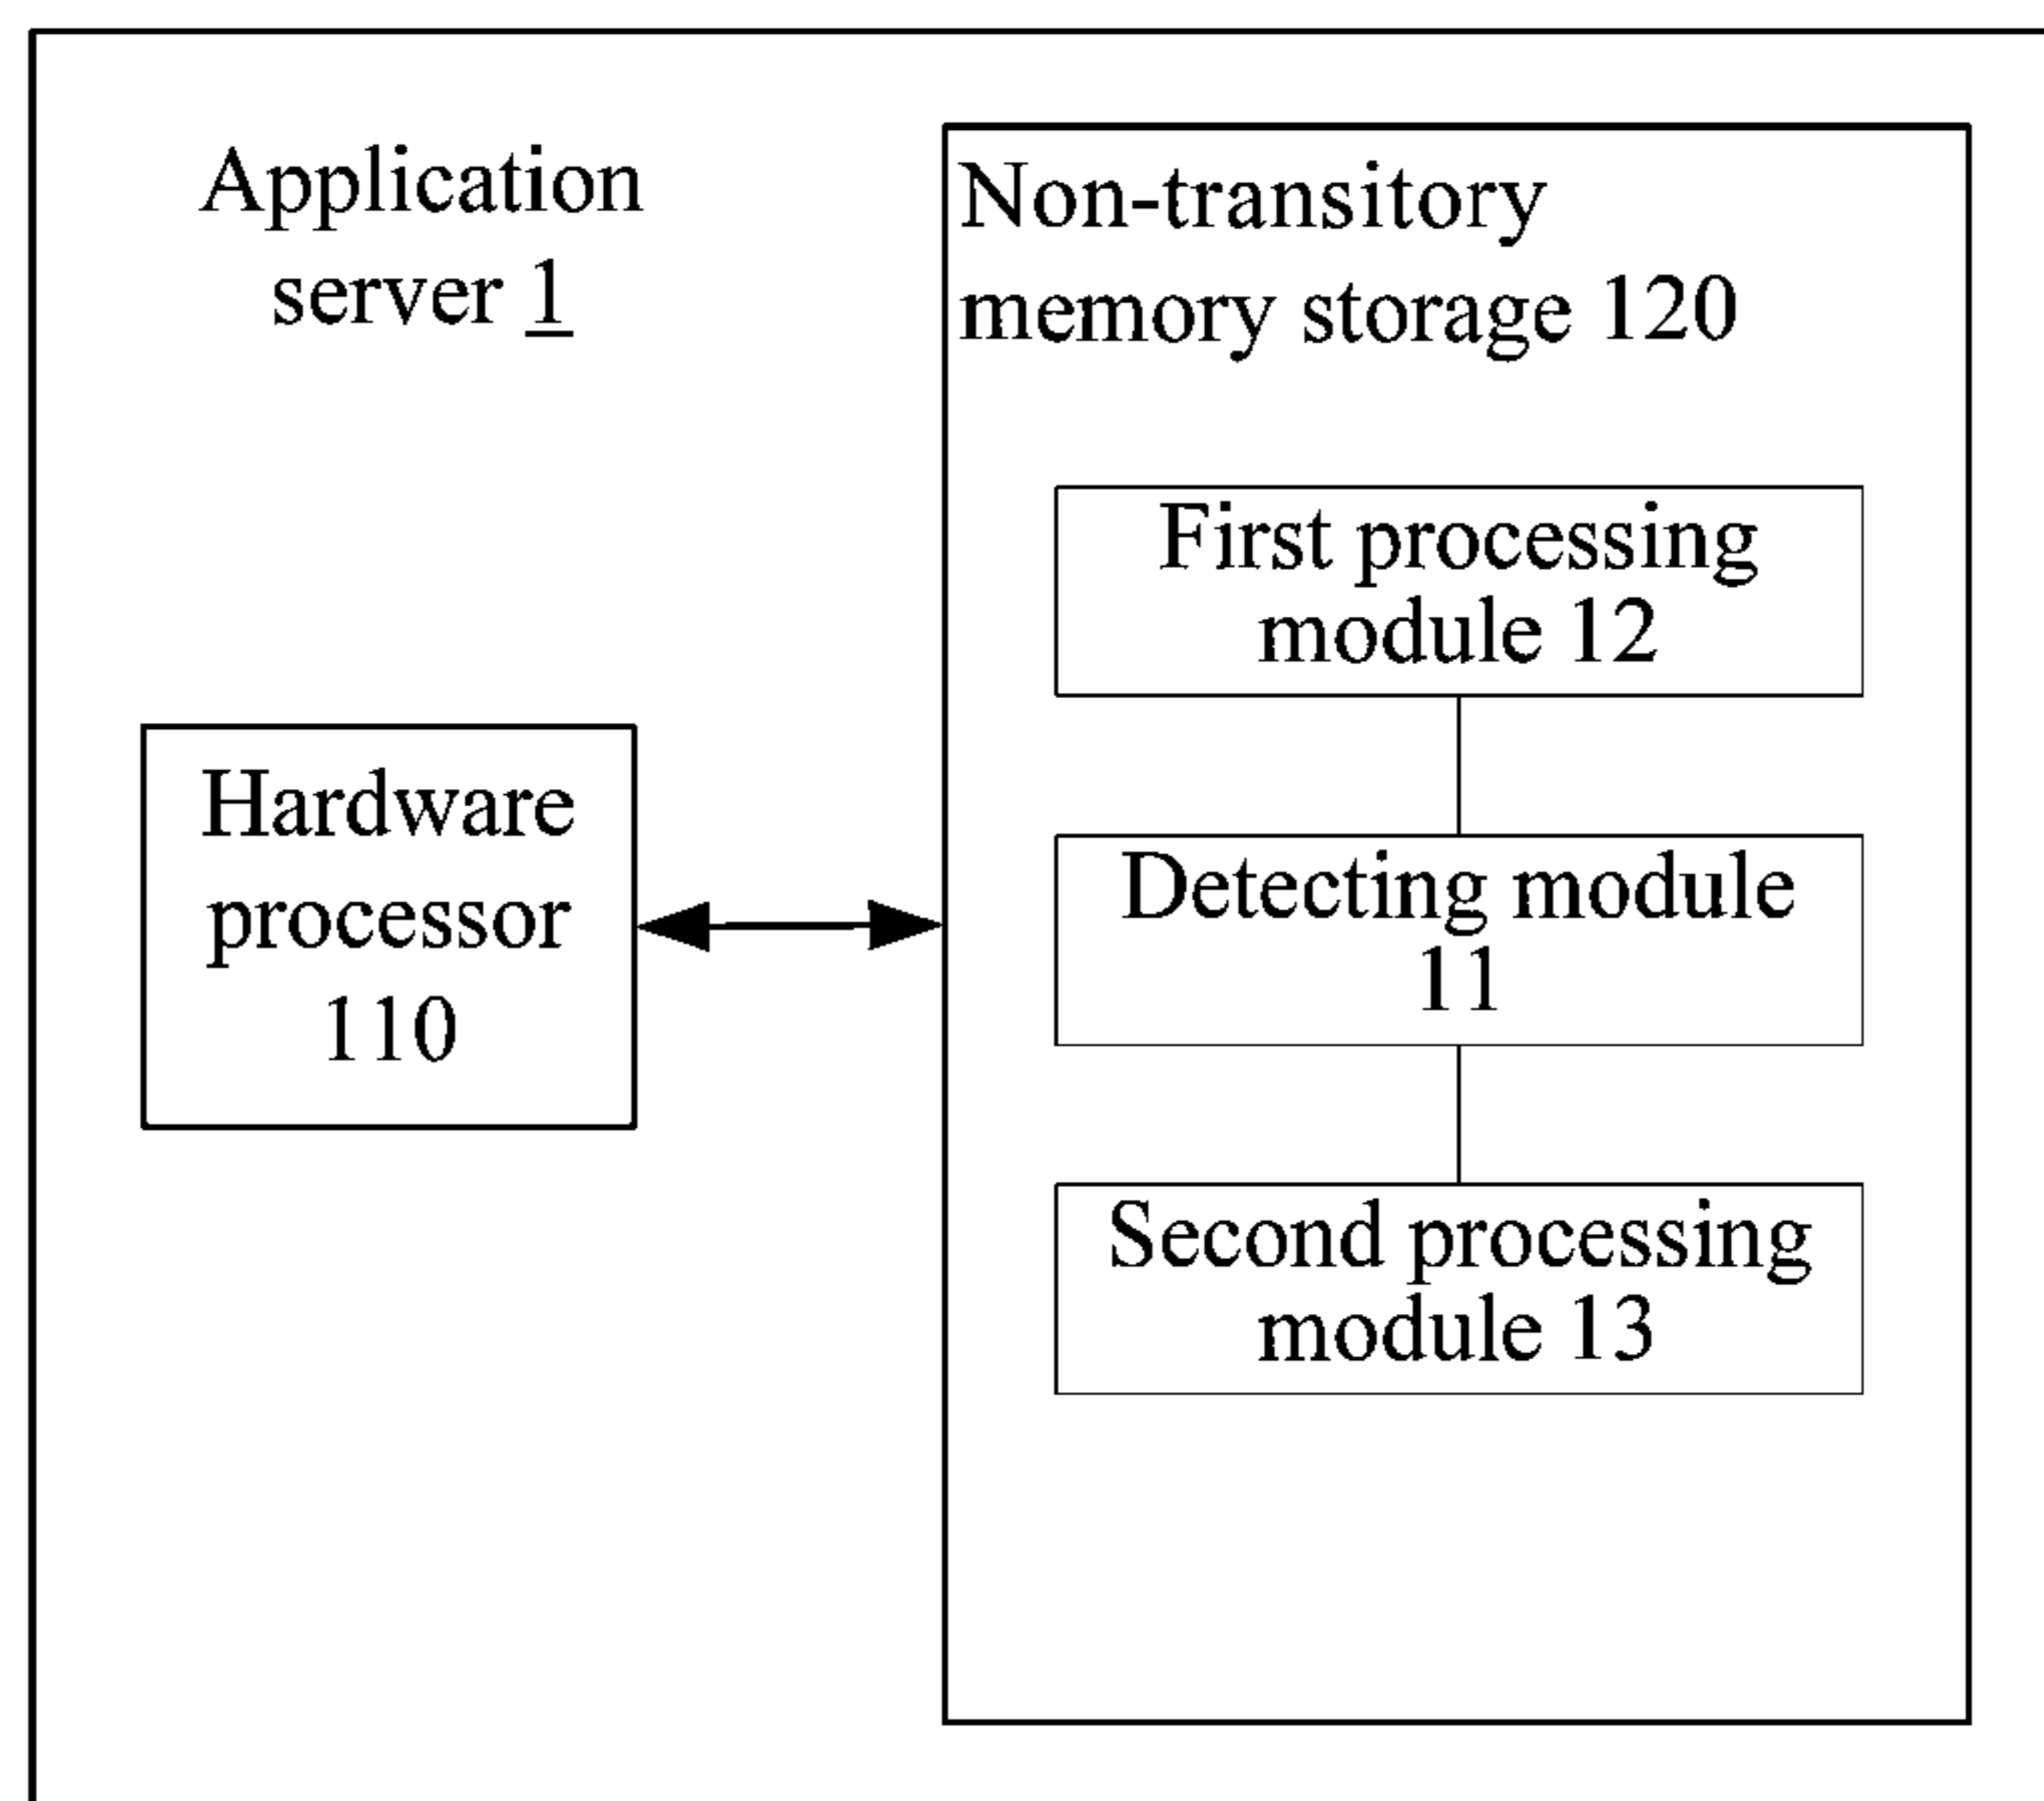 Application
server 1
Non-transitory
memory storage 120
First processing
module 12
Hardware
processor
110
Detecting module
11
Second processing
module 13